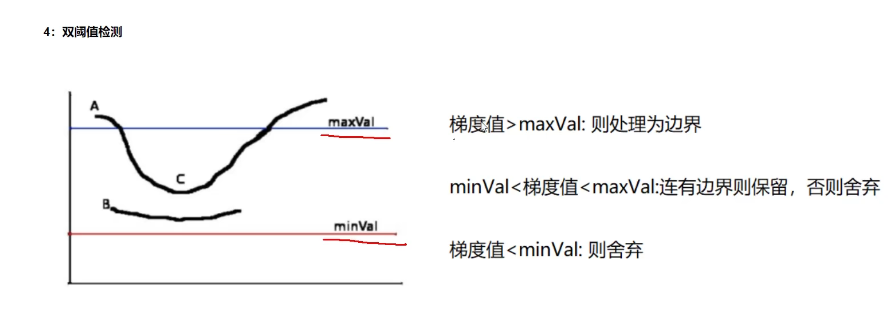 4：双阈值检测
A
maxVal
梯度值>maxVal: 则处理为边界
C
minVal<梯度值<maxVal:连有边界则保留，否则舍弃
B
minVal
梯度值<minVal: 则舍弃